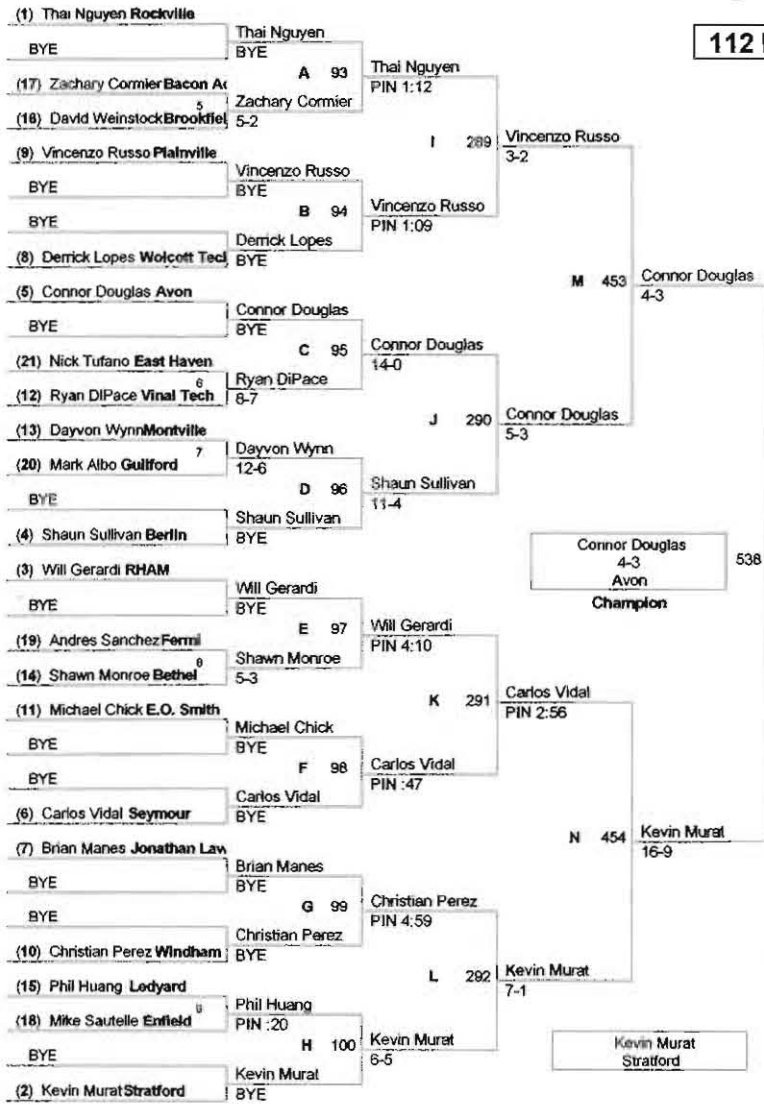 (1) Thai Nguyen Rockville
BYE
(17) Zachary Cormier Bacon Ac
5
(16) David Weinstock Brookfiel
(9) Vincenzo Russo Plainville
BYE
BYE
(8) Derrick Lopes Wolcott Tecl
(5) Connor Douglas Avon
BYE
(21) Nick Tufano East Haven
6
(12) Ryan DiPace Vinal Tech
(13) Dayvon Wynn Montville
7
(20) Mark Albo Guilford
BYE
(4) Shaun Sullivan Berlin
(3) Will Gerardi RHAM
BYE
(19) Andres Sanchez Fermi
8
(14) Shawn Monroe Bethel
(11) Michael Chick E.O. Smith
BYE
BYE
(6) Carlos Vidal Seymour
(7) Brian Manes Jonathan Law
BYE
BYE
(10) Christian Perez Windham
(15) Phil Huang Ledyard
(18) Mike Sautelle Enfield
BYE
(2) Kevin Murat Stratford
Thai Nguyen
BYE
A 93
Zachary Cormier
5-2
Vincenzo Russo
BYE
B 94
Derrick Lopes
BYE
Connor Douglas
BYE
C 95
Ryan DiPace
8-7
Dayvon Wynn
12-6
D 96
Shaun Sullivan
BYE
Will Gerardi
BYE
E 97
Shawn Monroe
5-3
Michael Chick
BYE
F 98
Carlos Vidal
BYE
Brian Manes
BYE
G 99
Christian Perez
BYE
Phil Huang
PIN :20
H 100
Kevin Murat
BYE
Thai Nguyen
PIN 1:12
I 289
Vincenzo Russo
PIN 1:09
Connor Douglas
14-0
J 290
Shaun Sullivan
11-4
Will Gerardi
PIN 4:10
K 291
Carlos Vidal
PIN :47
Christian Perez
PIN 4:59
L 292
Kevin Murat
6-5
Vincenzo Russo
3-2
M 453
Connor Douglas
5-3
Carlos Vidal
PIN 2:56
N 454
Kevin Murat
7-1
112
Connor Douglas
4-3
Connor Douglas
4-3
Avon
538
Champion
Kevin Murat
16-9
Kevin Murat
Stratford